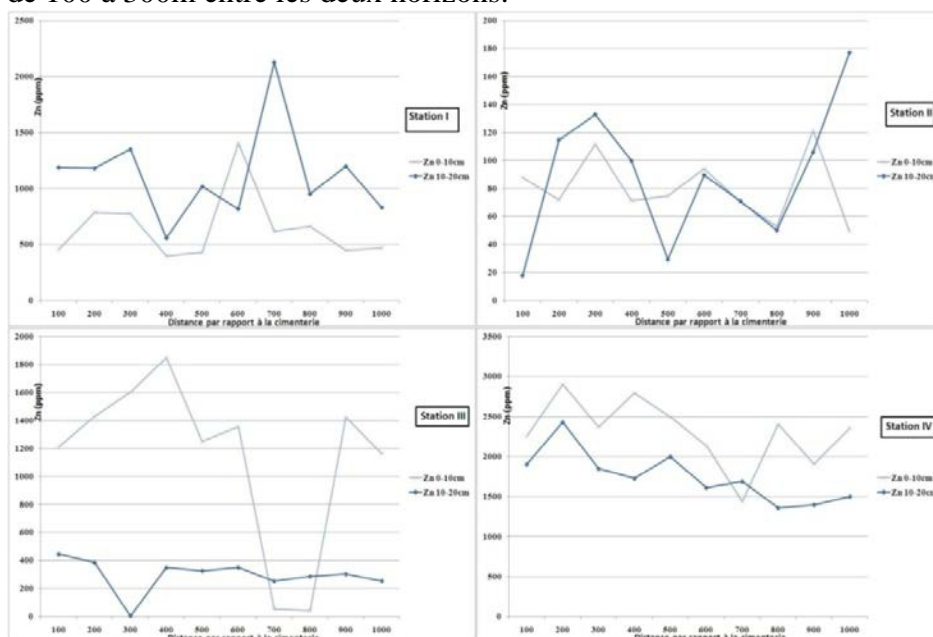 de 100 à 500m entre les deux horizons.
2500
2000
1500
1000
500
0
Zn (ppm)
100 200 300 400 500 600 700 800 900 1000
Distance par rapport à la cimenterie
Station I
Zn 0-10cm
Zn 10-20cm
200
180
160
140
120
100
80
60
40
20
0
Zn (ppm)
100 200 300 400 500 600 700 800 900 1000
Distance par rapport à la cimenterie
Station II
Zn 0-10cm
Zn 10-20cm
2000
1800
1600
1400
1200
1000
800
600
400
200
0
Zn (ppm)
100 200 300 400 500 600 700 800 900 1000
Distance par rapport à la cimenterie
Station III
Zn 0-10cm
Zn 10-20cm
3500
3000
2500
2000
1500
1000
500
0
Zn (ppm)
100 200 300 400 500 600 700 800 900 1000
Distance par rapport à la cimenterie
Station IV
Zn 0-10cm
Zn 10-20cm